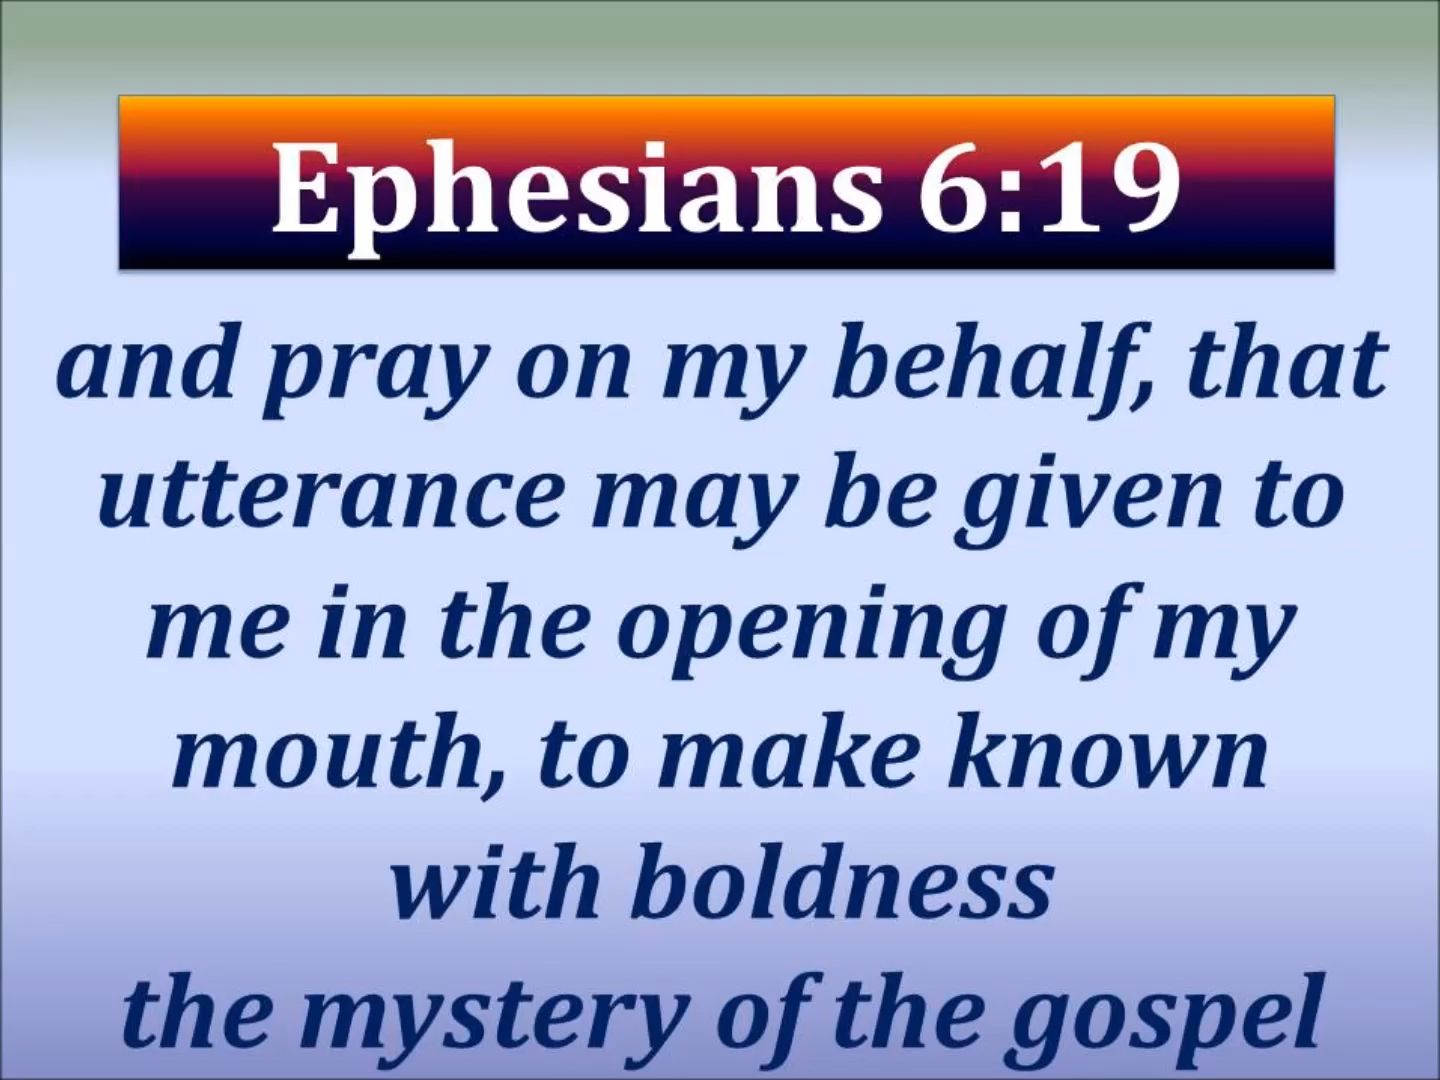 Ephesians 6:19
and pray on my behalf, that
utterance may be given to
me in the opening of my
mouth, to make known
with boldness
the mystery of the gospel